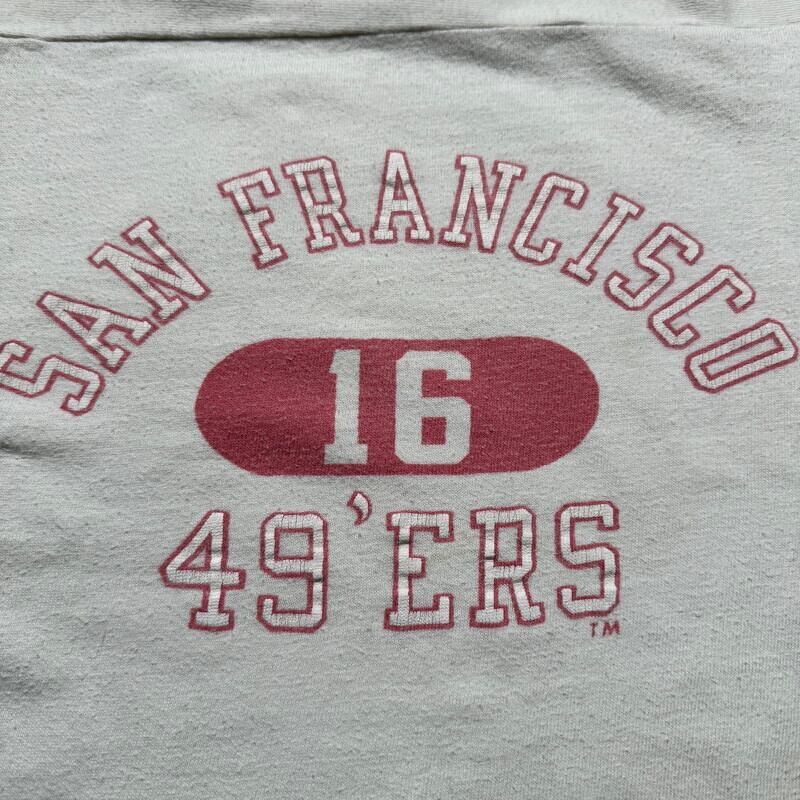 SAN FRANCISCO
16
49'ERS
TM